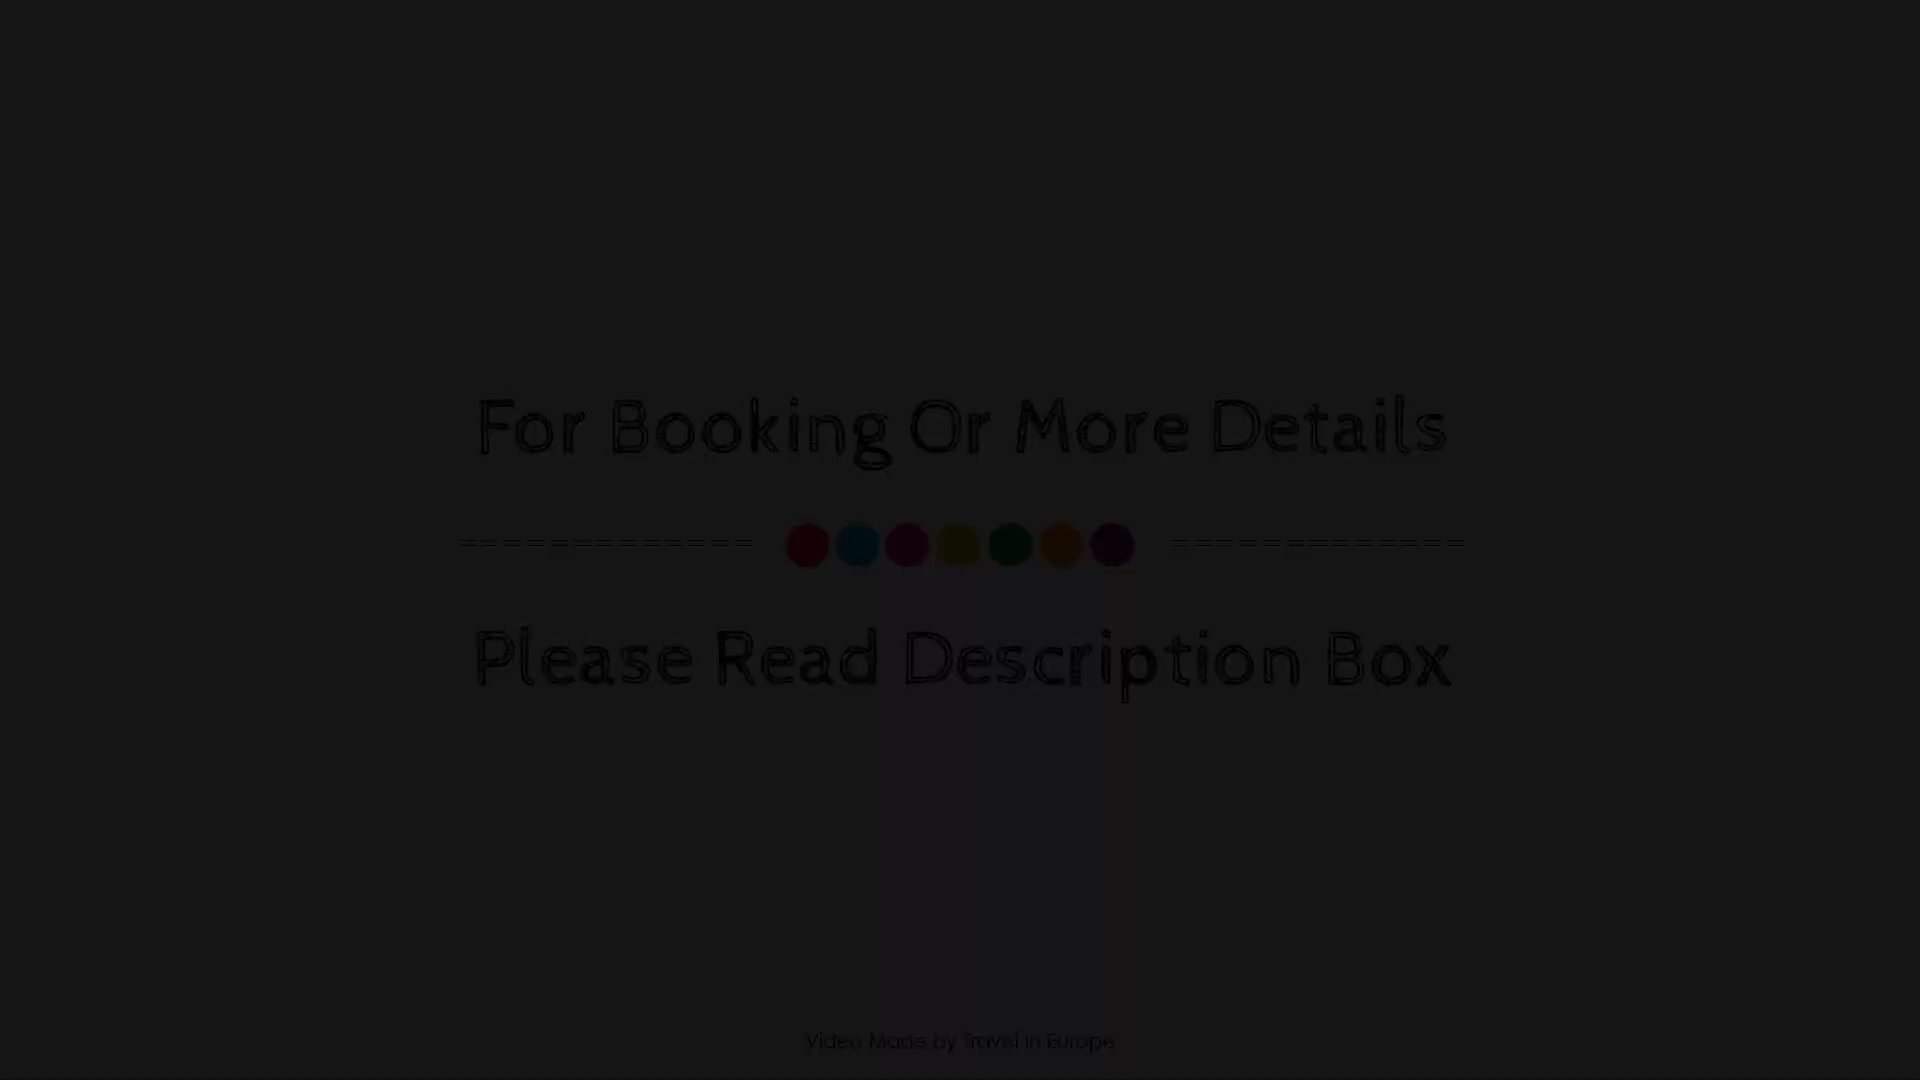 For Booking Or More Details
============= =============
Please Read Description Box
Video Made by Travel in Europe